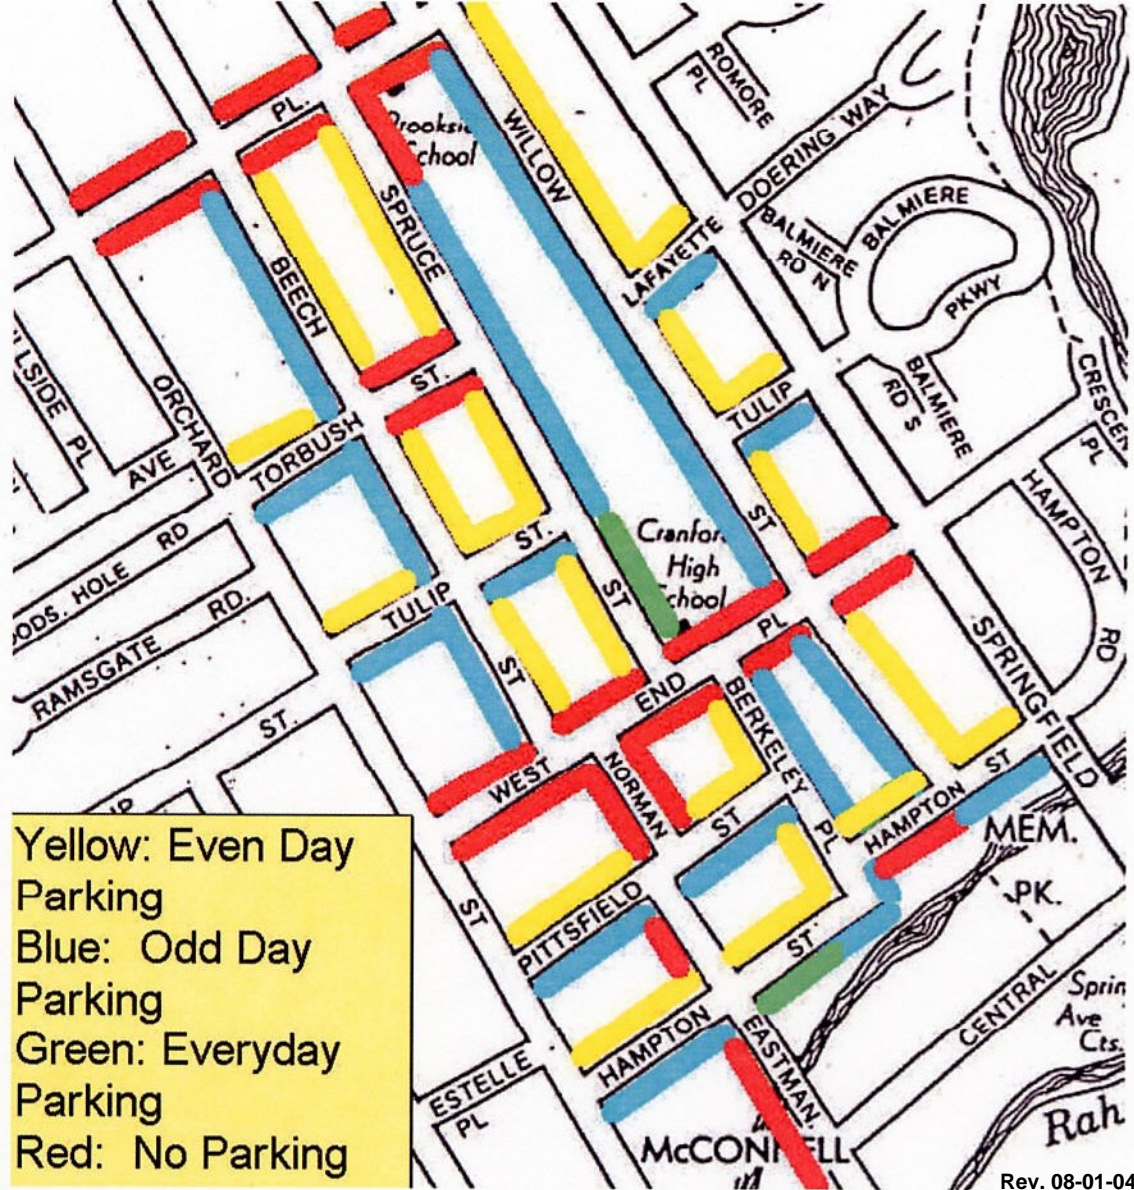 ROMORE
PL
PL.
Brookside
School
WILLOW
DOERING WAY
SPRUCE
BALMIERE
BALMIERE
RD N
LAFAYETTE
BEECH
PKWY
ORCHARD
PL
ST.
TULIP
BALMIERE
RD S
PL
TORBUSH
AVE
HAMPTON
RD
ST
ST.
Cranfor
High
School
ST
HOLE RD
RAMSGATE RD.
TULIP
ST
PL
SPRINGFIELD
RD
END
BERKELEY
PL
ST.
WEST
NORMAN
ST
ST
HAMPTON
MEM.
PK.
ST
PITTSFIELD
ST.
CENTRAL
Sprin
Ave
Cts.
HAMPTON
EASTMAN.
ESTELLE
PL
McCONNELL
Rah
Yellow: Even Day
Parking
Blue: Odd Day
Parking
Green: Everyday
Parking
Red: No Parking
Rev. 08-01-04